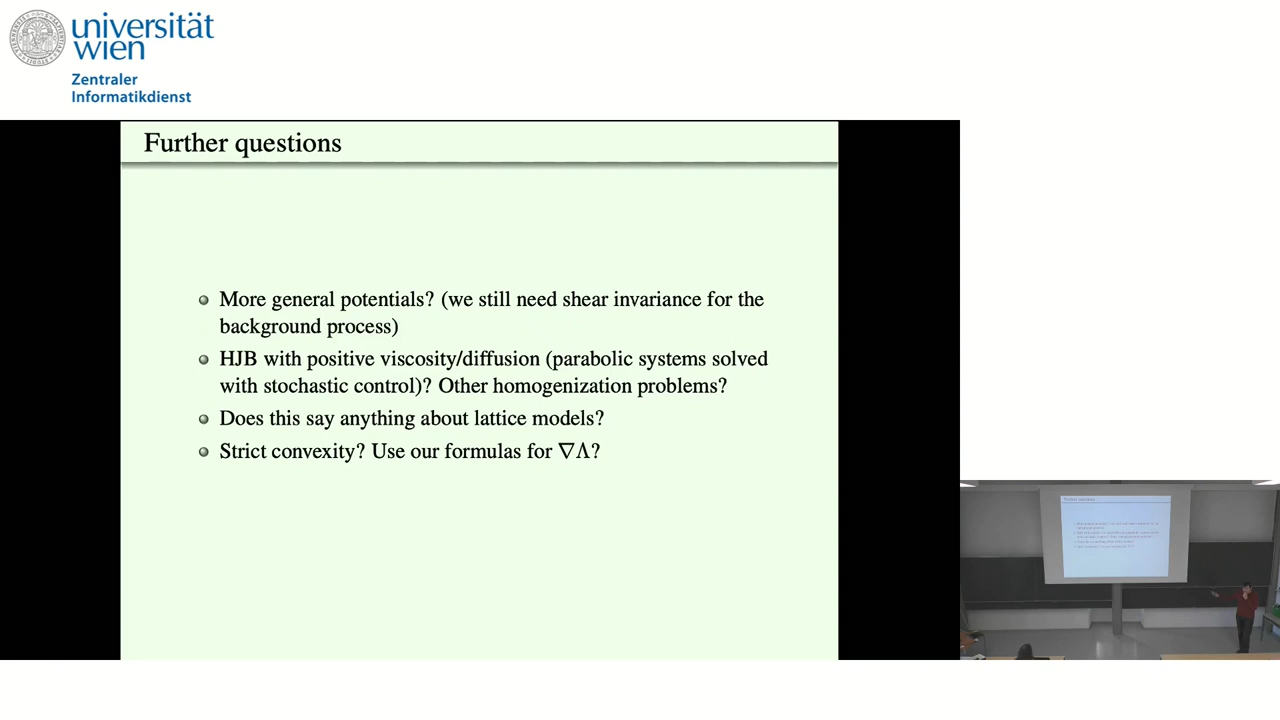 universität
wien
Zentraler
Informatikdienst
Further questions
More general potentials? (we still need shear invariance for the
background process)
HJB with positive viscosity/diffusion (parabolic systems solved
with stochastic control)? Other homogenization problems?
Does this say anything about lattice models?
Strict convexity? Use our formulas for ∇Λ?
Further questions